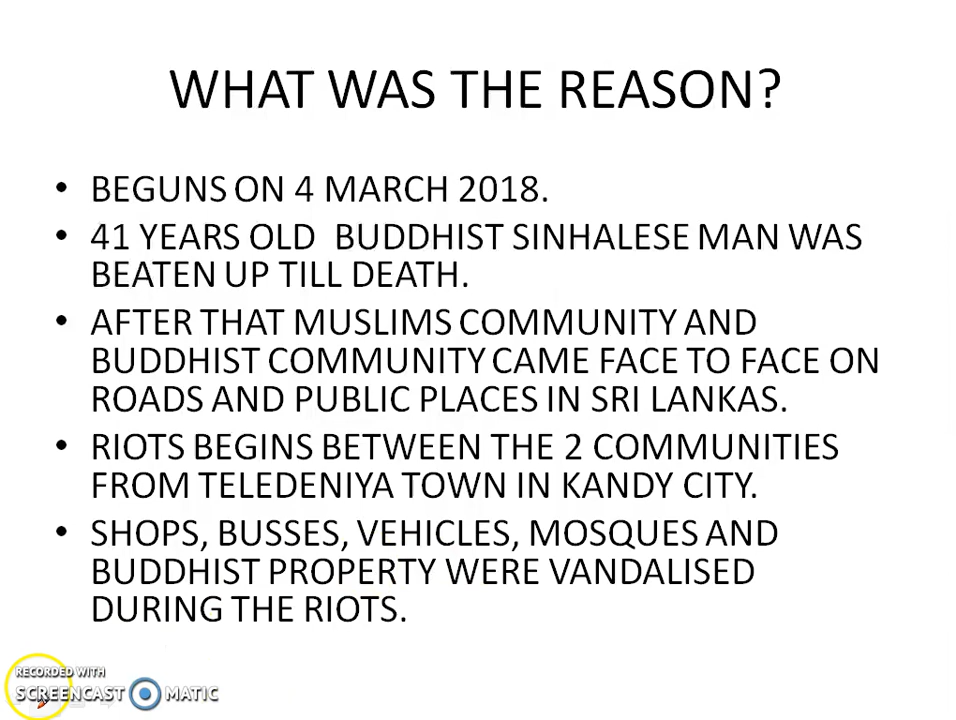 WHAT WAS THE REASON?
• BEGUNS ON 4 MARCH 2018.
• 41 YEARS OLD  BUDDHIST SINHALESE MAN WAS
BEATEN UP TILL DEATH.
• AFTER THAT MUSLIMS COMMUNITY AND
BUDDHIST COMMUNITY CAME FACE TO FACE ON
ROADS AND PUBLIC PLACES IN SRI LANKAS.
• RIOTS BEGINS BETWEEN THE 2 COMMUNITIES
FROM TELEDENIYA TOWN IN KANDY CITY.
• SHOPS, BUSSES, VEHICLES, MOSQUES AND
BUDDHIST PROPERTY WERE VANDALISED
DURING THE RIOTS.
RECORDED WITH
SCREENCAST MATIC